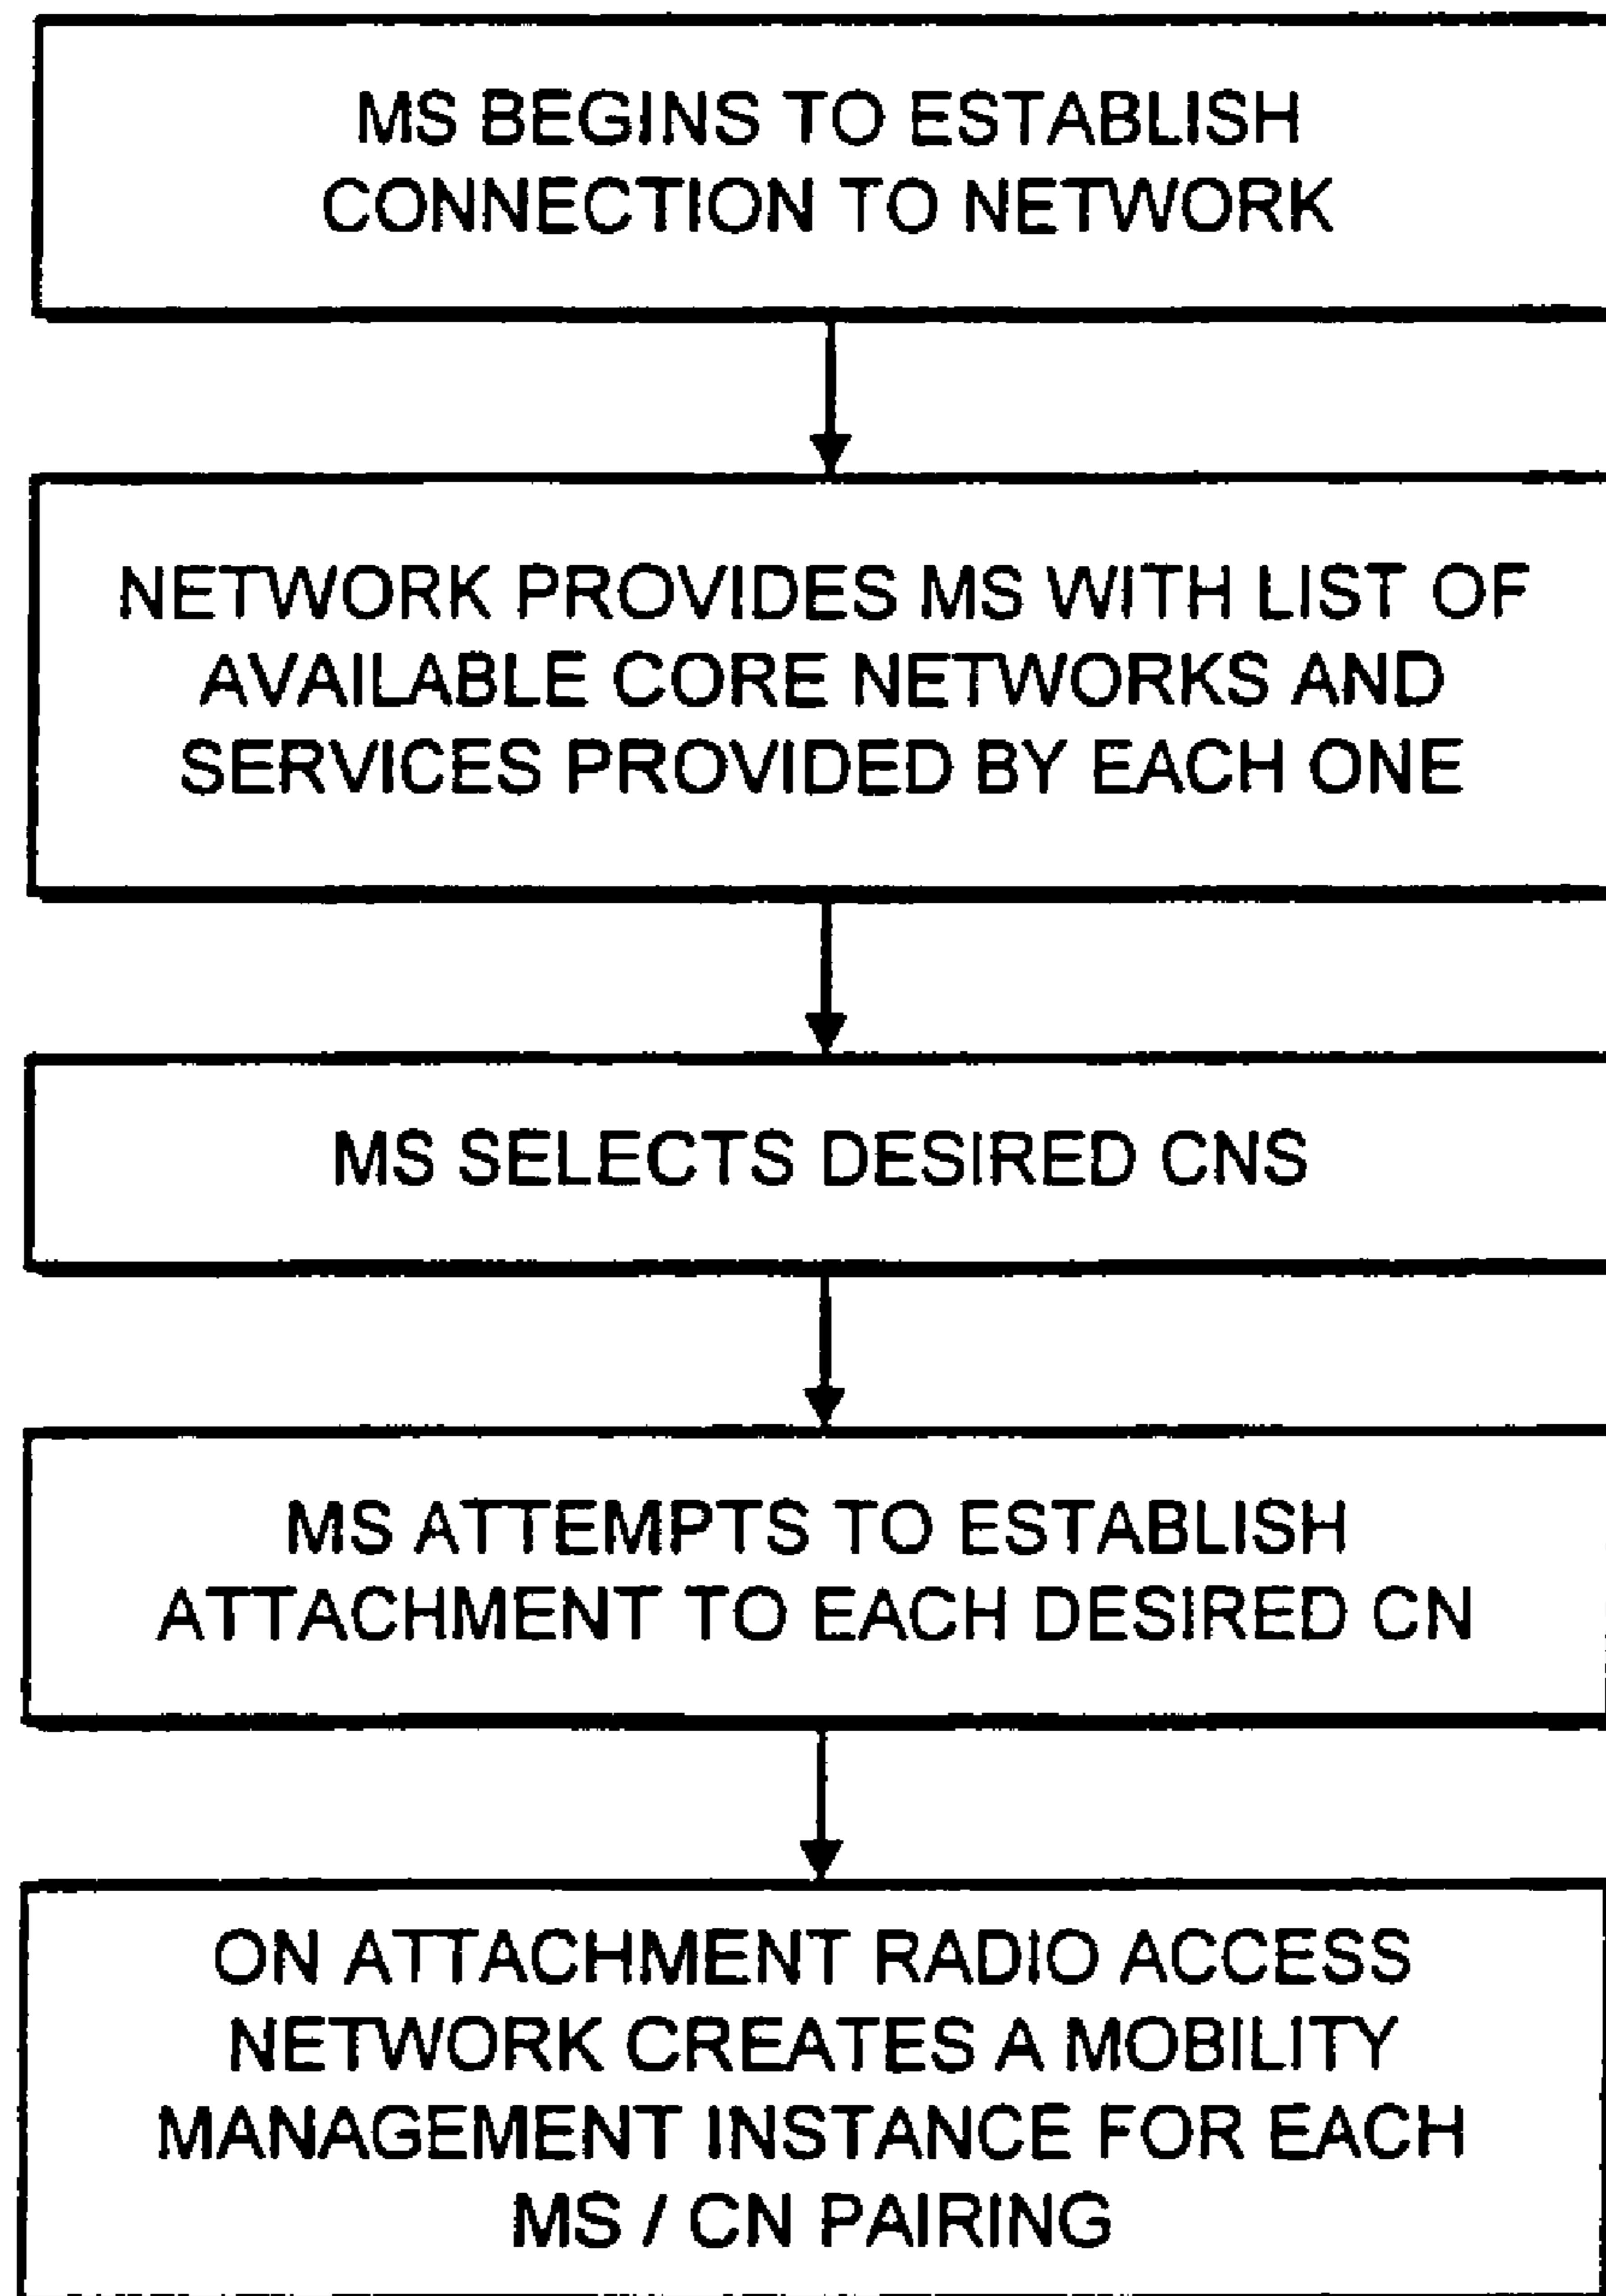 MS BEGINS TO ESTABLISH
CONNECTION TO NETWORK
NETWORK PROVIDES MS WITH LIST OF
AVAILABLE CORE NETWORKS AND
SERVICES PROVIDED BY EACH ONE
MS SELECTS DESIRED CNS
MS ATTEMPTS TO ESTABLISH
ATTACHMENT TO EACH DESIRED CN
ON ATTACHMENT RADIO ACCESS
NETWORK CREATES A MOBILITY
MANAGEMENT INSTANCE FOR EACH
MS / CN PAIRING